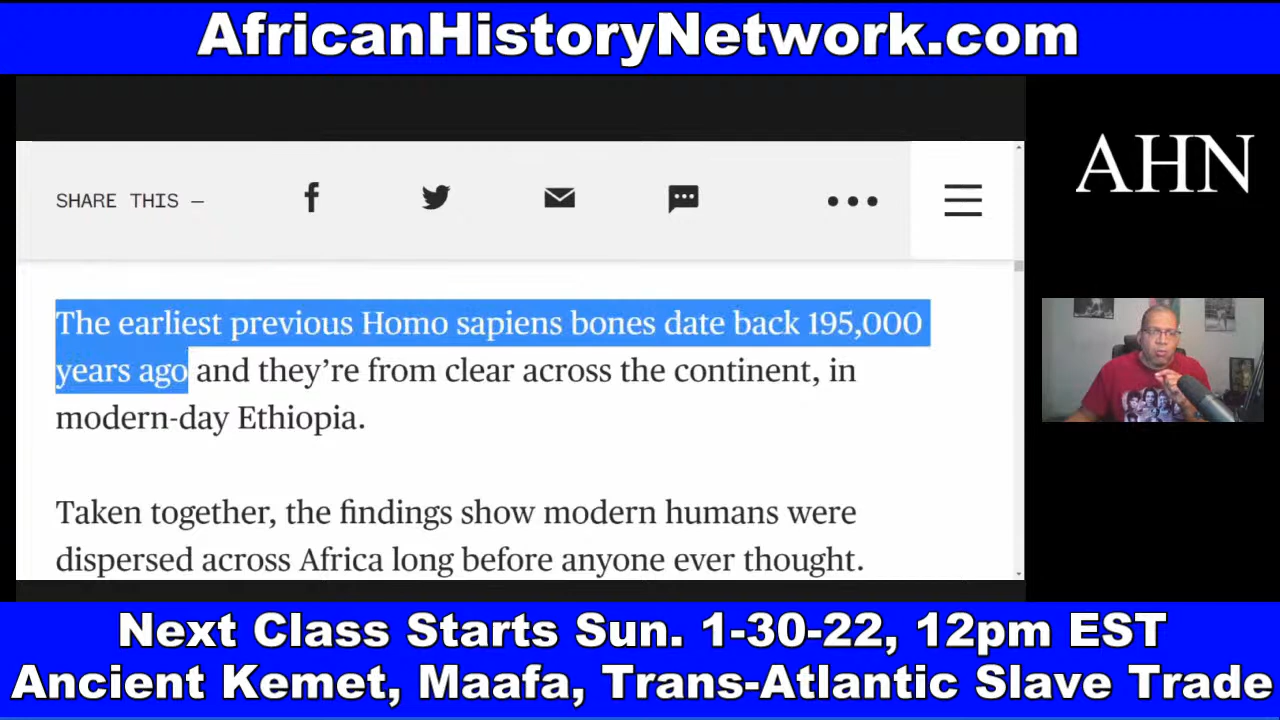 AfricanHistoryNetwork.com
AHN
SHARE THIS —
The earliest previous Homo sapiens bones date back 195,000
years ago and they’re from clear across the continent, in
modern-day Ethiopia.
Taken together, the findings show modern humans were
dispersed across Africa long before anyone ever thought.
Next Class Starts Sun. 1-30-22, 12pm EST
Ancient Kemet, Maafa, Trans-Atlantic Slave Trade